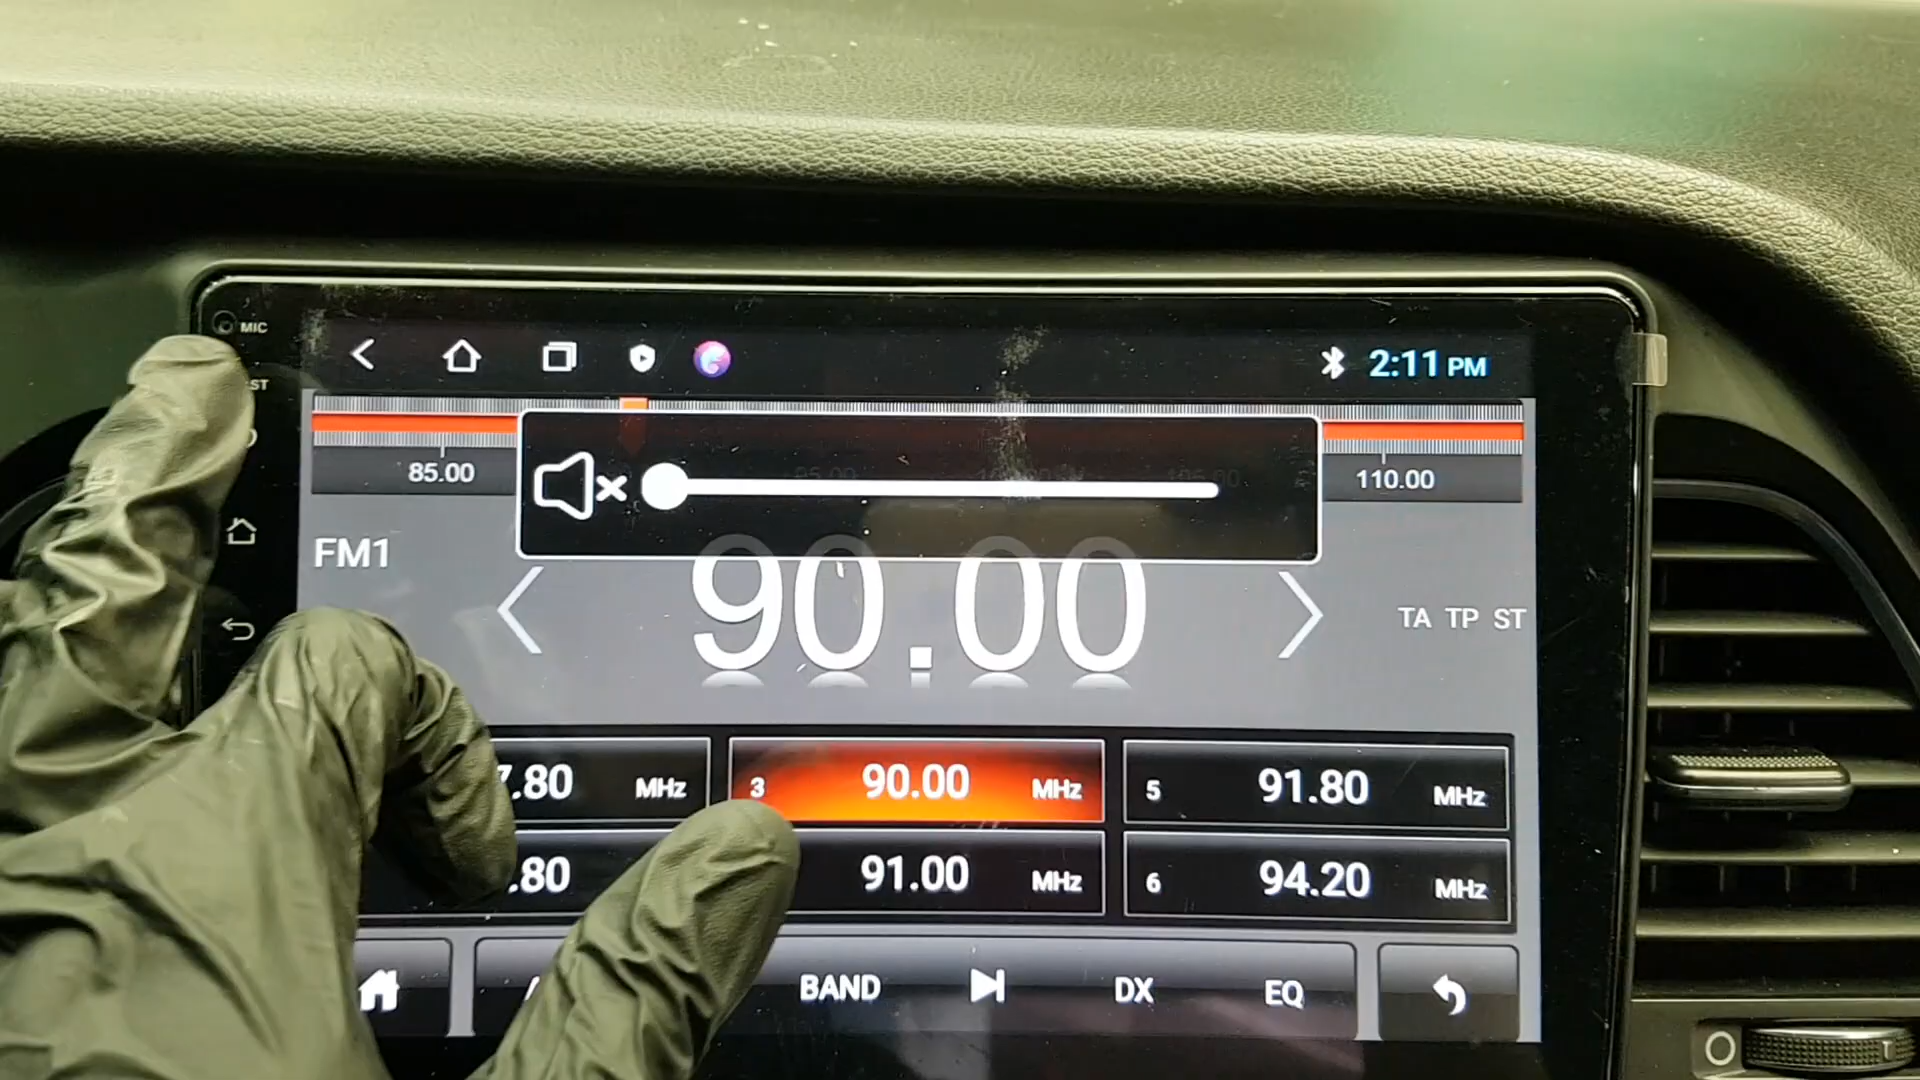 MIC
ST
2:11 PM
85.00
110.00
FM1
90.00
TA TP ST
.80 MHz
3 90.00 MHz
5 91.80 MHz
.80
91.00 MHz
6 94.20 MHz
BAND
DX
EQ